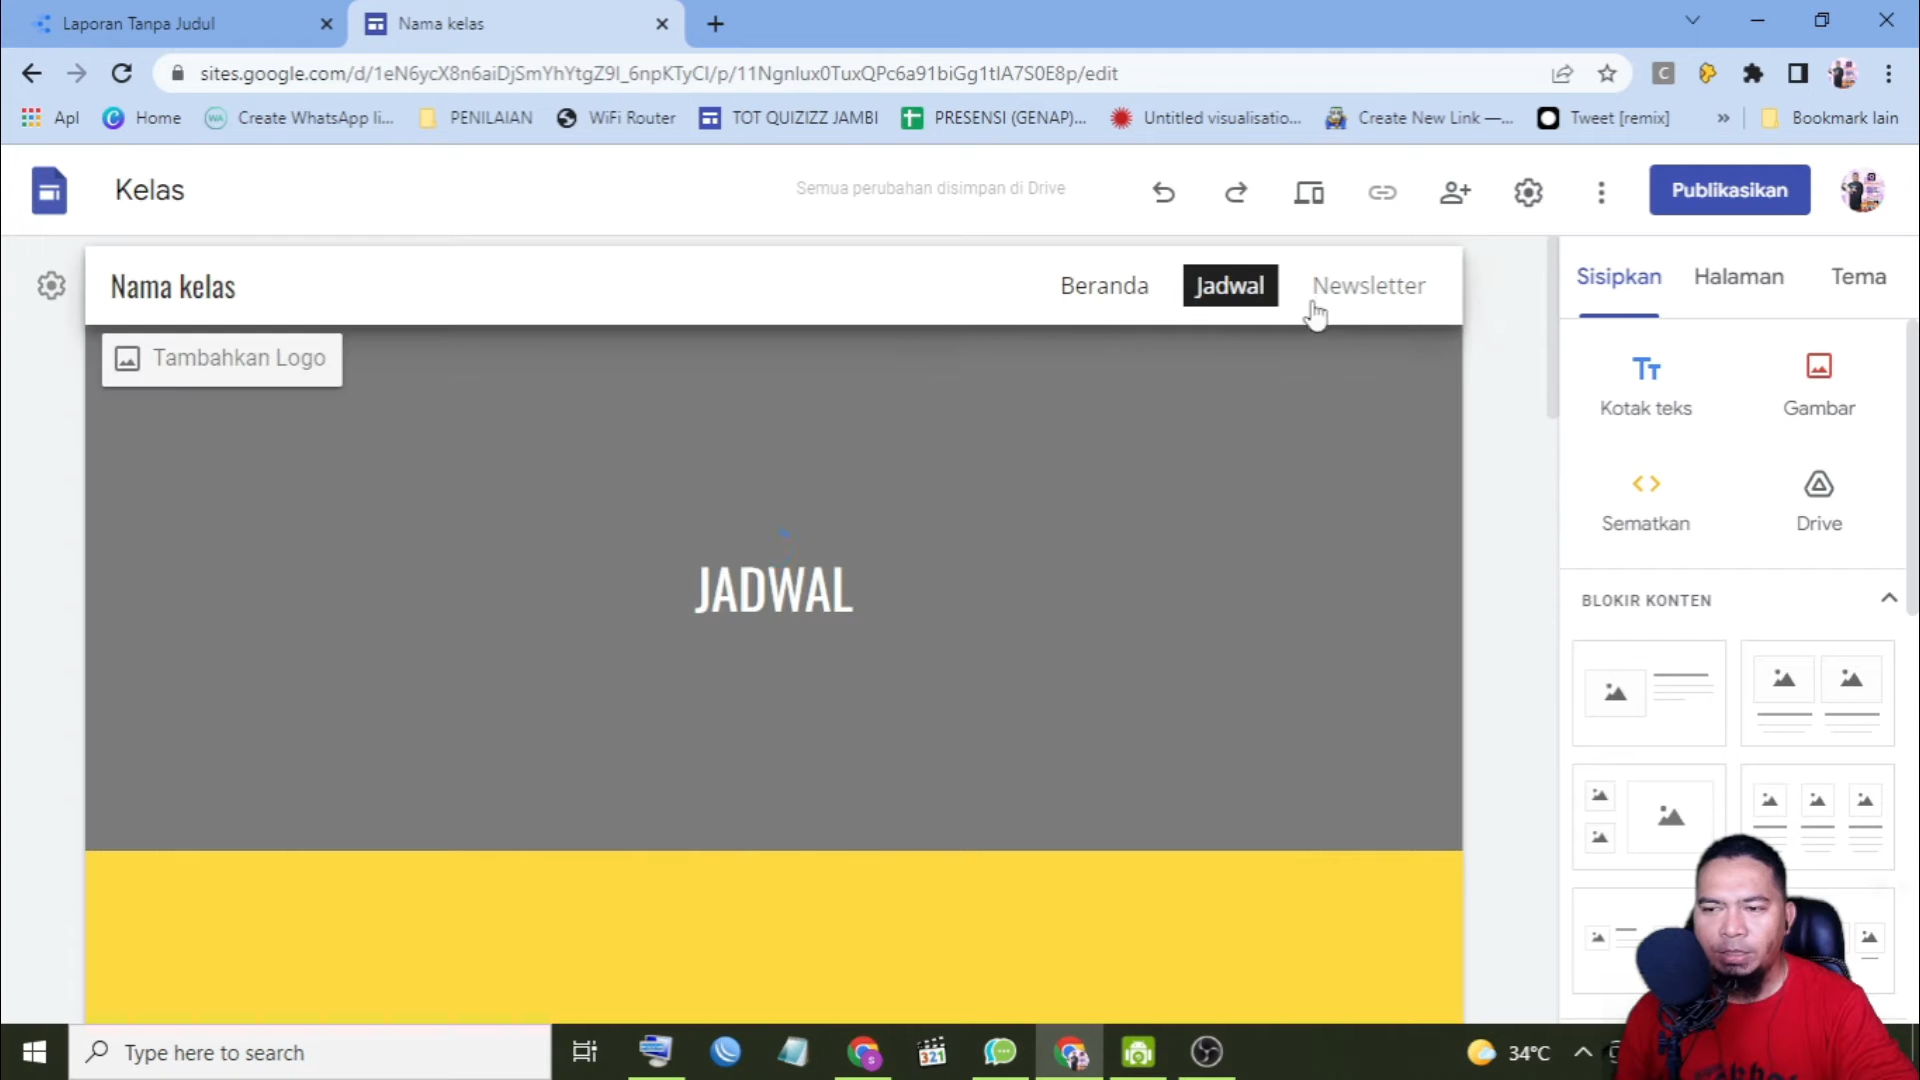 Laporan Tanpa Judul
Nama kelas
sites.google.com/d/1eN6ycX8n6aiDjSmYhYtgZ9l_6npKTyCl/p/11Ngnlux0TuxQPc6a91biGg1tlA7S0E8p/edit
C
Apl
Home
WA
Create WhatsApp li...
PENILAIAN
WiFi Router
TOT QUIZIZZ JAMBI
PRESENSI (GENAP)...
Untitled visualisatio...
Create New Link —...
Tweet [remix]
»
Bookmark lain
Kelas
Semua perubahan disimpan di Drive
Publikasikan
Nama kelas
Beranda
Jadwal
Newsletter
Sisipkan
Halaman
Tema
Tambahkan Logo
Tt
Kotak teks
Gambar
Sematkan
Drive
JADWAL
BLOKIR KONTEN
Type here to search
S
321
34°C